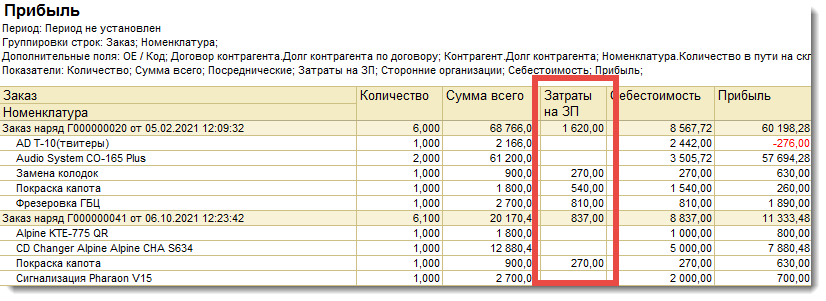 Прибыль
Период: Период не установлен
Группировки строк: Заказ; Номенклатура;
Дополнительные поля: ОЕ / Код; Договор контрагента.Долг контрагента по договору; Контрагент.Долг контрагента; Номенклатура.Количество в пути на скл
Показатели: Количество; Сумма всего; Посреднические; Затраты на ЗП; Сторонние организации; Себестоимость; Прибыль;
Заказ Количество Сумма всего Затраты на ЗП Себестоимость Прибыль
Номенклатура
Заказ наряд Г000000020 от 05.02.2021 12:09:32 6,000 68 766,0 1 620,00 8 567,72 60 198,28
AD T-10(твитеры) 1,000 2 166,0 2 442,00 -276,00
Audio System CO-165 Plus 2,000 61 200,0 3 505,72 57 694,28
Замена колодок 1,000 900,0 270,00 270,00 630,00
Покраска капота 1,000 1 800,0 540,00 1 540,00 260,00
Фрезеровка ГБЦ 1,000 2 700,0 810,00 810,00 1 890,00
Заказ наряд Г000000041 от 06.10.2021 12:23:42 6,100 20 170,4 837,00 8 837,00 11 333,48
Alpine KTE-775 QR 1,000 1 800,0 1 000,00 800,00
CD Changer Alpine Alpine CHA S634 1,000 12 880,4 5 000,00 7 880,48
Покраска капота 1,000 900,0 270,00 270,00 630,00
Сигнализация Pharaon V15 1,000 2 700,0 2 000,00 700,00